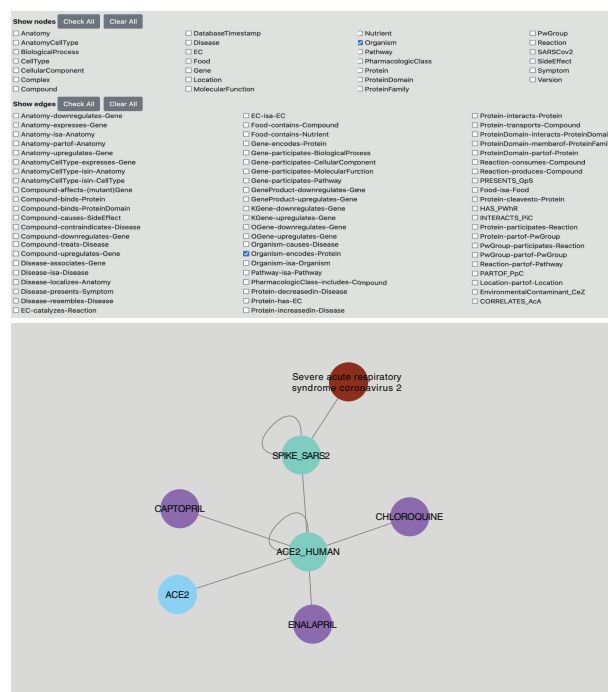 Show nodes Check All Clear All
Anatomy DatabaseTimestamp Nutrient PwGroup
AnatomyCellType Disease Organism Reaction
BiologicalProcess EC Pathway SARSCov2
CellType Food PharmacologicClass SideEffect
CellularComponent Gene Protein Symptom
Complex Location ProteinDomain Version
Compound MolecularFunction ProteinFamily
Show edges Check All Clear All
Anatomy-downregulates-Gene EC-isa-EC Protein-interacts-Protein
Anatomy-expresses-Gene Food-contains-Compound Protein-transports-Compound
Anatomy-isa-Anatomy Food-contains-Nutrient ProteinDomain-interacts-ProteinDomai
Anatomy-partof-Anatomy Gene-encodes-Protein ProteinDomain-memberof-ProteinFamil
Anatomy-upregulates-Gene Gene-participates-BiologicalProcess ProteinDomain-partof-Protein
AnatomyCellType-expresses-Gene Gene-participates-CellularComponent Reaction-consumes-Compound
AnatomyCellType-isin-Anatomy Gene-participates-MolecularFunction Reaction-produces-Compound
AnatomyCellType-isin-CellType Gene-participates-Pathway PRESENTS_GpS
Compound-affects-(mutant)Gene GeneProduct-downregulates-Gene Food-isa-Food
Compound-binds-Protein GeneProduct-upregulates-Gene Protein-cleavesto-Protein
Compound-binds-ProteinDomain KGene-downregulates-Gene HAS_PWhR
Compound-causes-SideEffect KGene-upregulates-Gene INTERACTS_PiC
Compound-contraindicates-Disease OGene-downregulates-Gene Protein-participates-Reaction
Compound-downregulates-Gene OGene-upregulates-Gene Protein-partof-PwGroup
Compound-treats-Disease Organism-causes-Disease PwGroup-participates-Reaction
Compound-upregulates-Gene Organism-encodes-Protein PwGroup-partof-PwGroup
Disease-associates-Gene Organism-isa-Organism Reaction-partof-Pathway
Disease-isa-Disease Pathway-isa-Pathway PARTOF_PpC
Disease-localizes-Anatomy PharmacologicClass-includes-Compound Location-partof-Location
Disease-presents-Symptom Protein-decreasedin-Disease EnvironmentalContaminant_CeZ
Disease-resembles-Disease Protein-has-EC CORRELATES_AcA
EC-catalyzes-Reaction Protein-increasedin-Disease
Severe acute respiratory
syndrome coronavirus 2
SPIKE_SARS2
CAPTOPRIL
CHLOROQUINE
ACE2_HUMAN
ACE2
ENALAPRIL